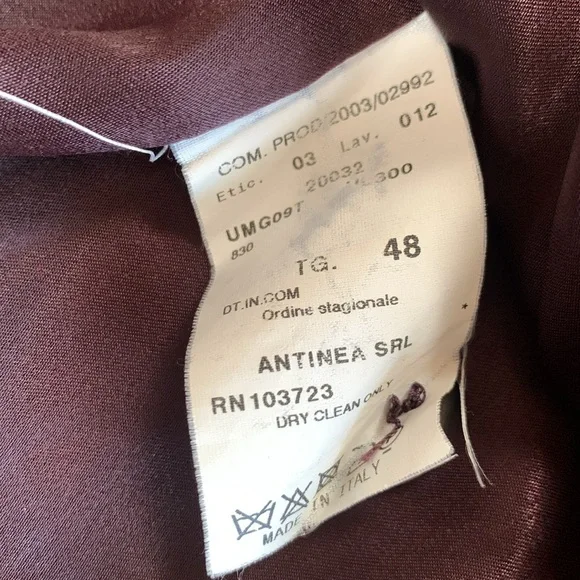 COM. PROD/2003/02992
Etic. 03 Lav. 012
20032 300
UMG09T
830
TG. 48
DT.IN.COM
Ordine stagionale
ANTINEA SRL
RN103723
DRY CLEAN ONLY
MADE IN ITALY